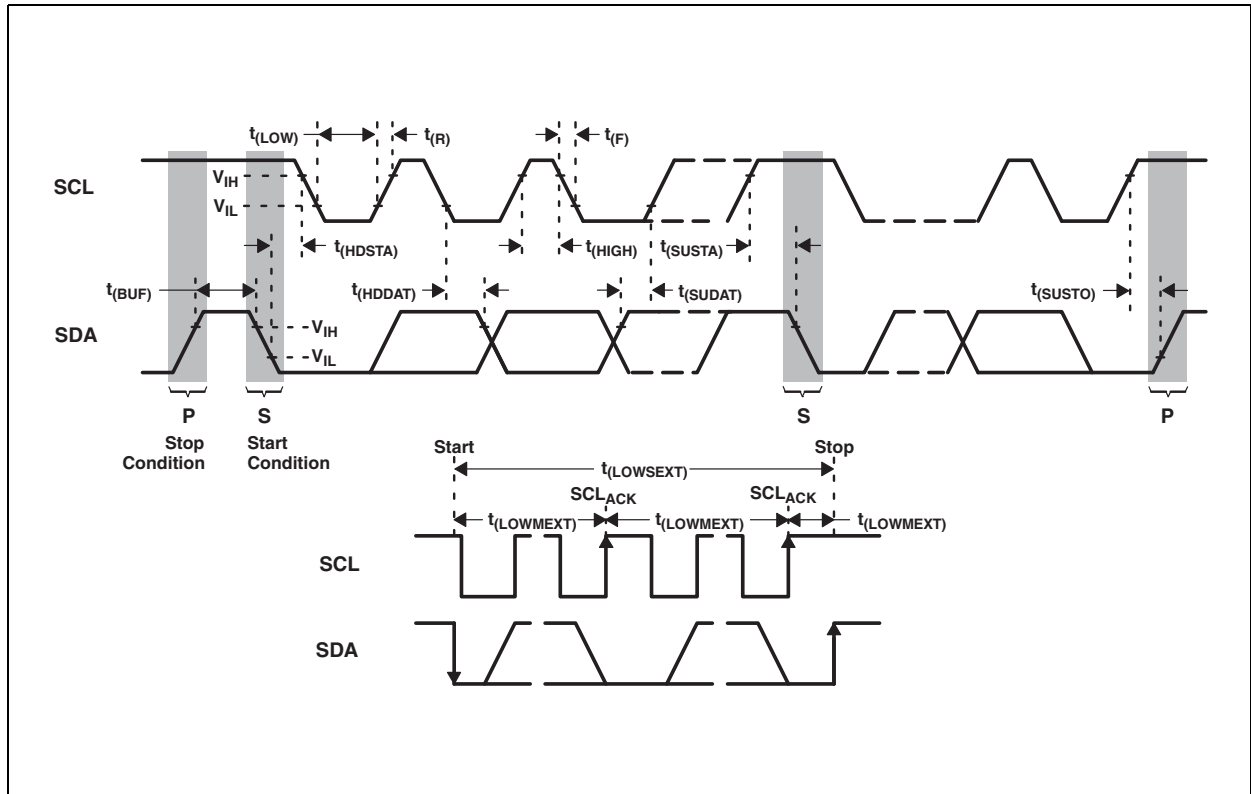 t(LOW)
t(R)
t(F)
SCL
VIH
VIL
t(HDSTA)
t(HIGH)
t(SUSTA)
t(BUF)
t(HDDAT)
t(SUDAT)
t(SUSTO)
SDA
VIH
VIL
P
S
S
P
Stop
Condition
Start
Condition
Start
Stop
t(LOWSEXT)
SCLACK
SCLACK
t(LOWMEXT)
t(LOWMEXT)
t(LOWMEXT)
SCL
SDA